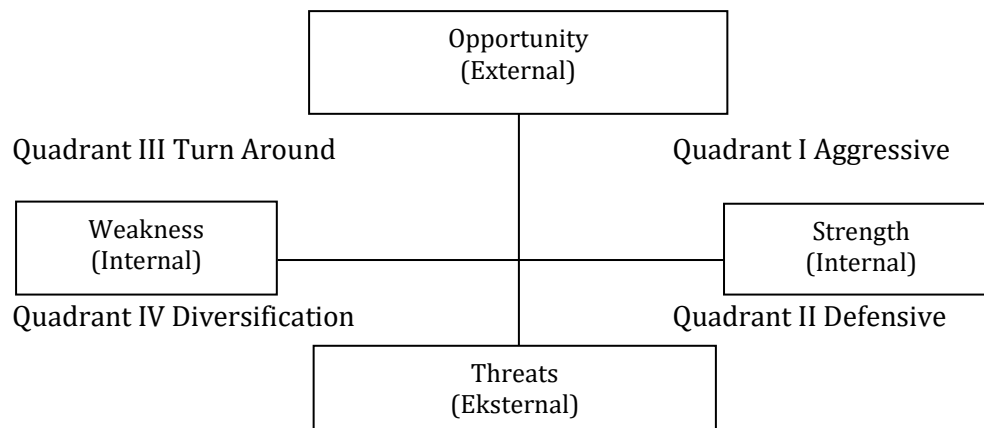 Opportunity
(External)
Quadrant III Turn Around
Quadrant I Aggressive
Weakness
(Internal)
Strength
(Internal)
Quadrant IV Diversification
Quadrant II Defensive
Threats
(Eksternal)